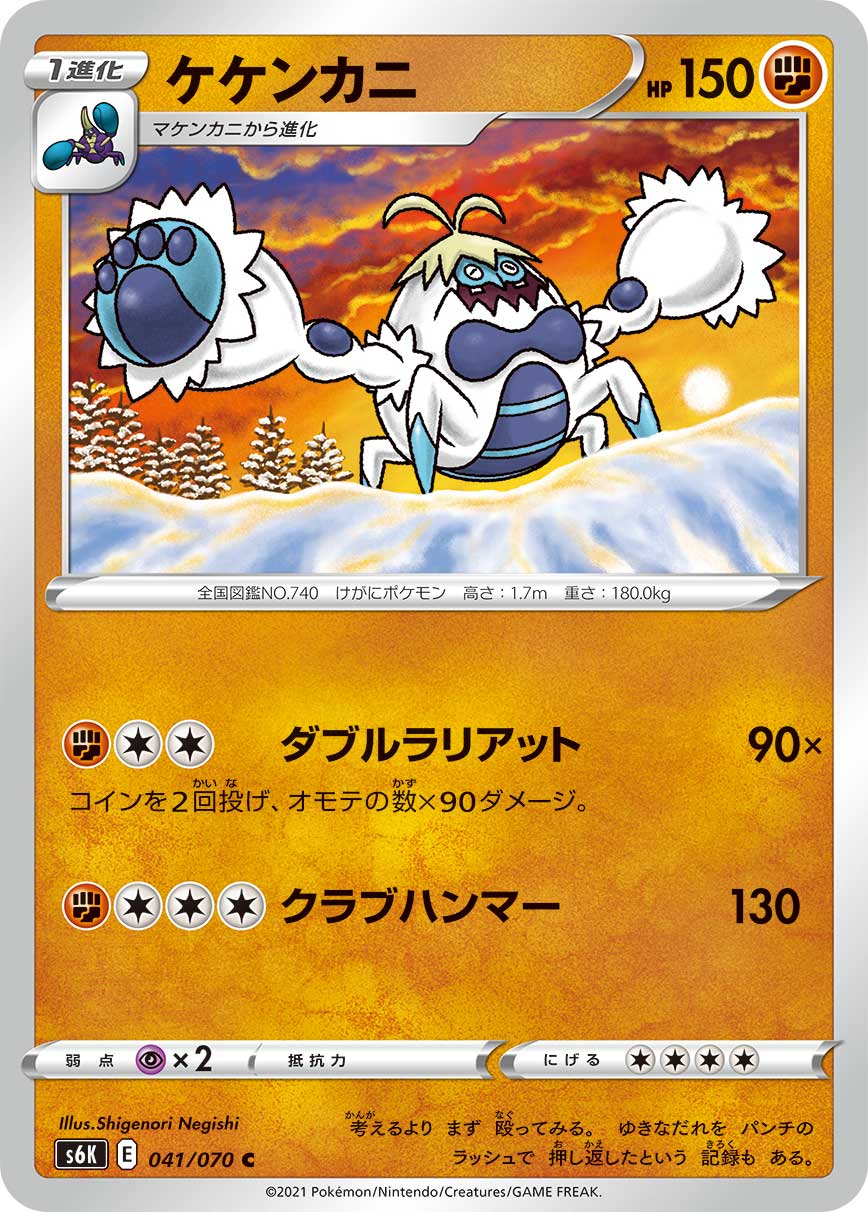 1進化
ケケンカニ
HP 150
マケンカニから進化
全国図鑑NO.740 けがにポケモン 高さ:1.7m 重さ:180.0kg
ダブルラリアット 90×
コインを2回投げ、オモテの数×90ダメージ。
クラブハンマー 130
弱点 ×2 抵抗力 にげる
Illus.Shigenori Negishi
考えるより まず 殴ってみる。 ゆきなだれを パンチの
ラッシュで 押し返したという 記録も ある。
s6K E 041/070 C
©2021 Pokémon/Nintendo/Creatures/GAME FREAK.